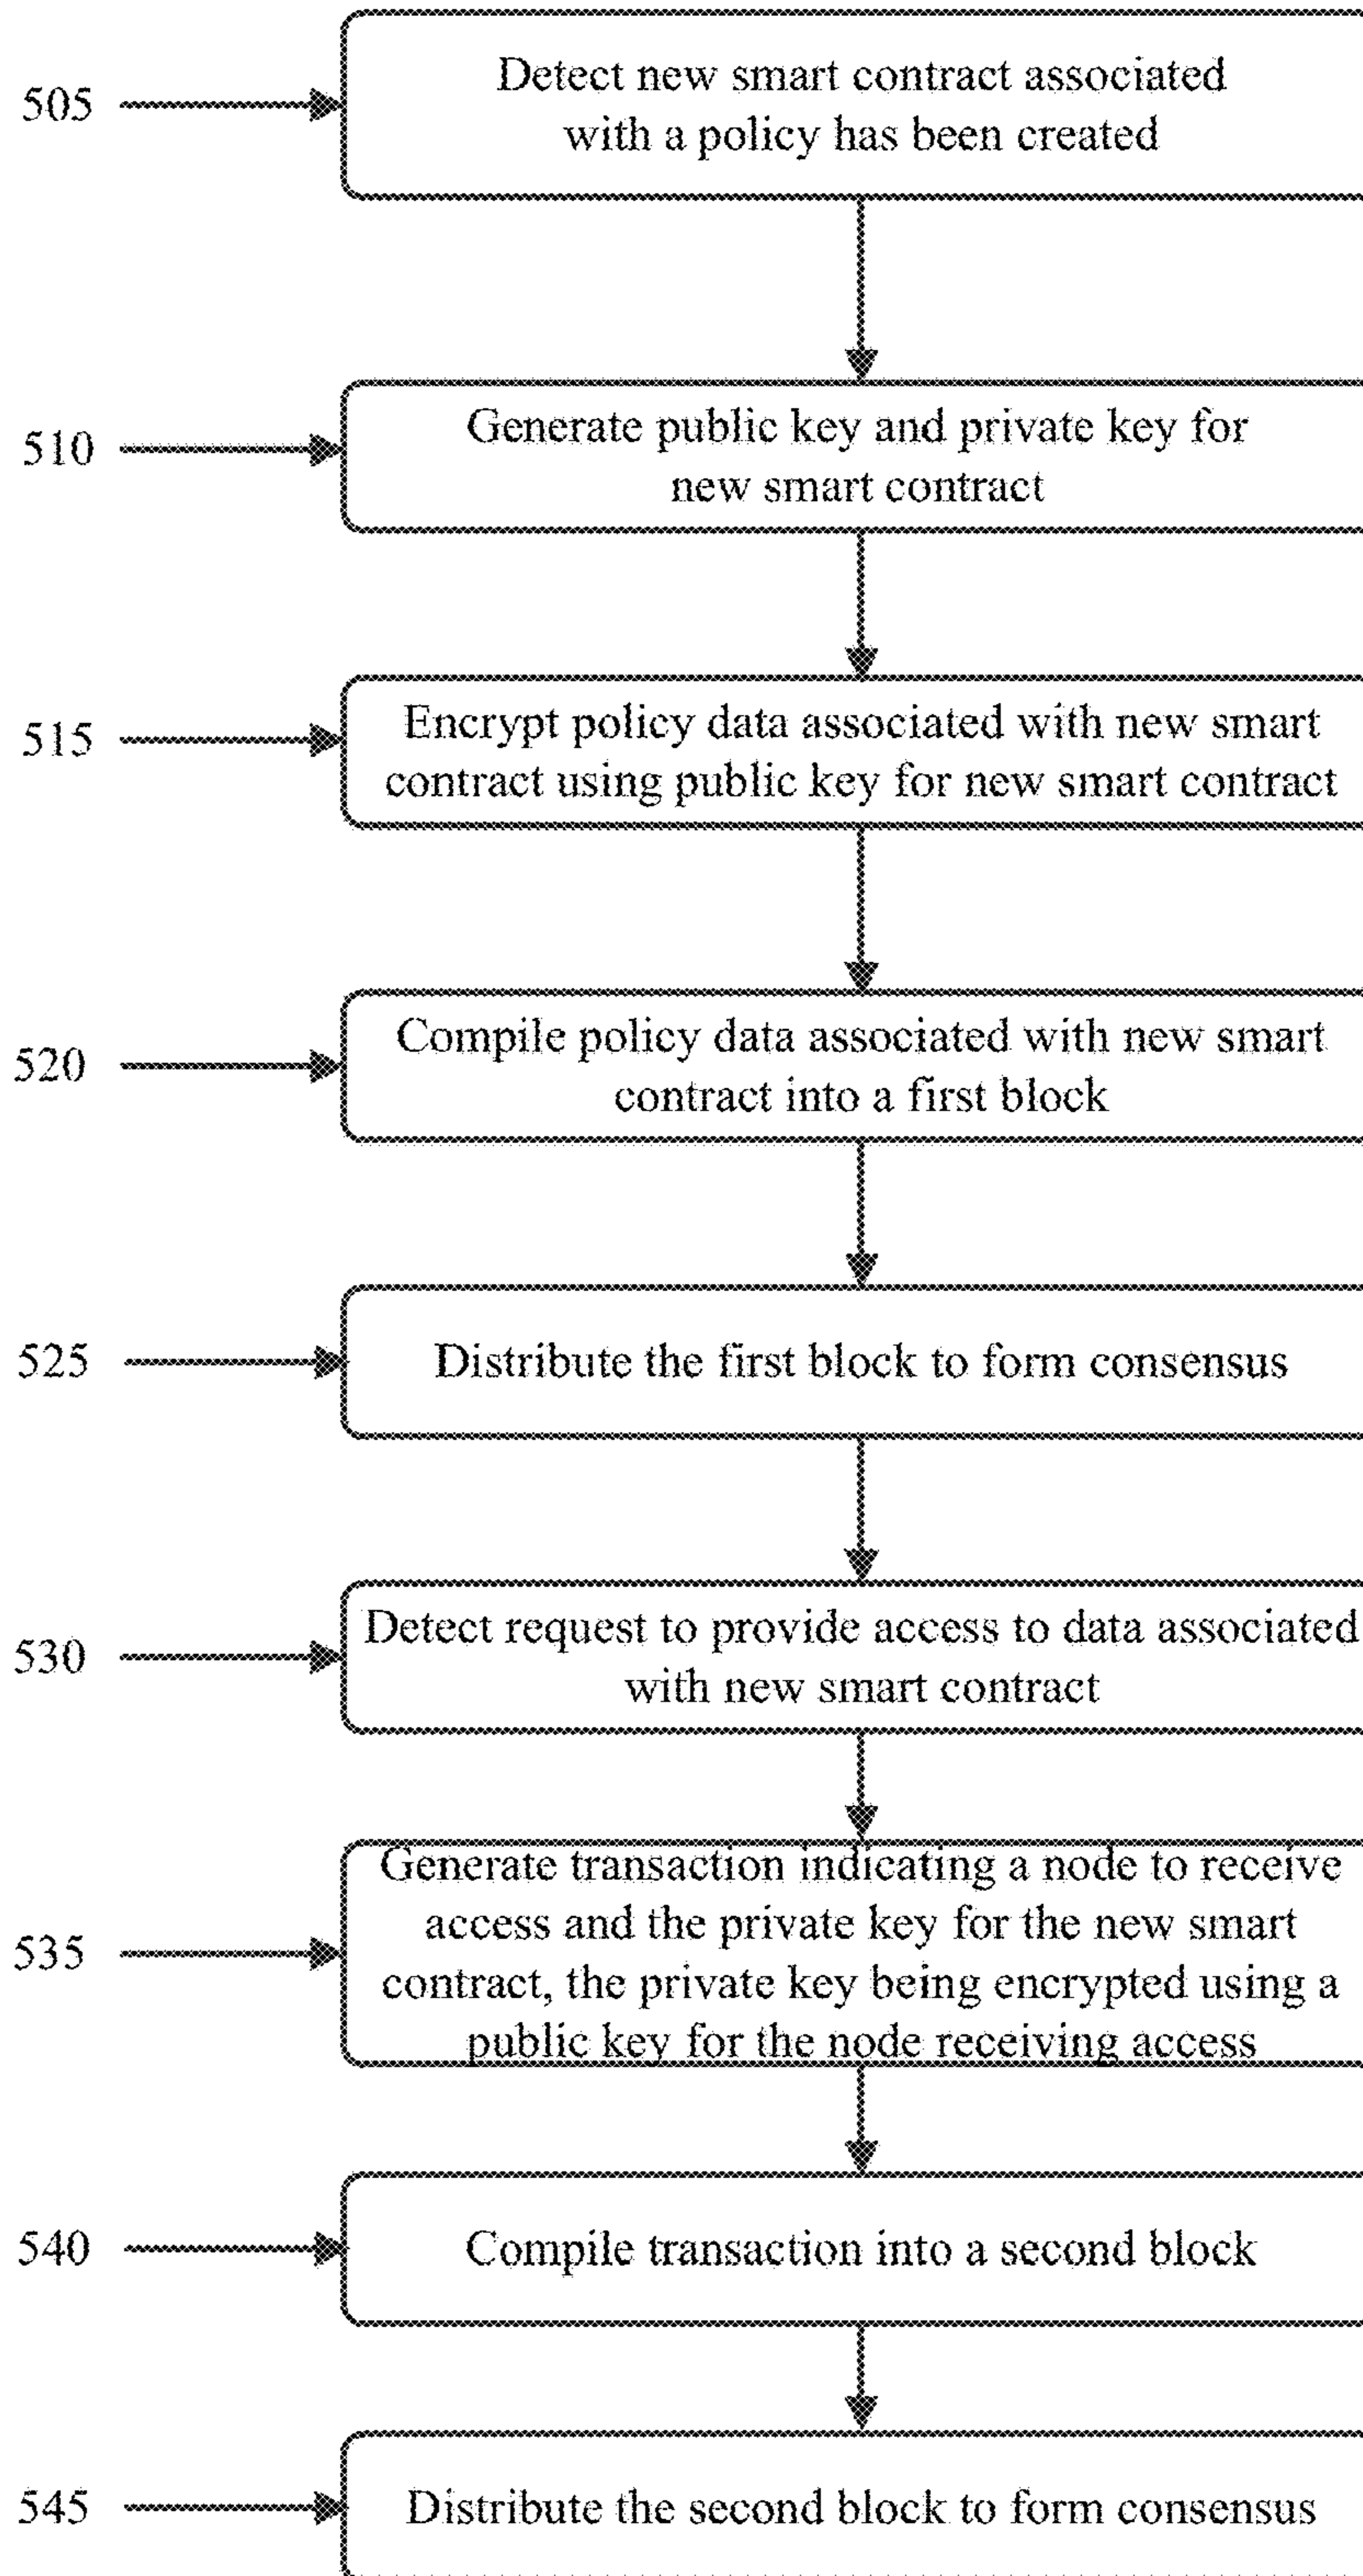 505
Detect new smart contract associated
with a policy has been created
510
Generate public key and private key for
new smart contract
515
Encrypt policy data associated with new smart
contract using public key for new smart contract
520
Compile policy data associated with new smart
contract into a first block
525
Distribute the first block to form consensus
530
Detect request to provide access to data associated
with new smart contract
535
Generate transaction indicating a node to receive
access and the private key for the new smart
contract, the private key being encrypted using a
public key for the node receiving access
540
Compile transaction into a second block
545
Distribute the second block to form consensus